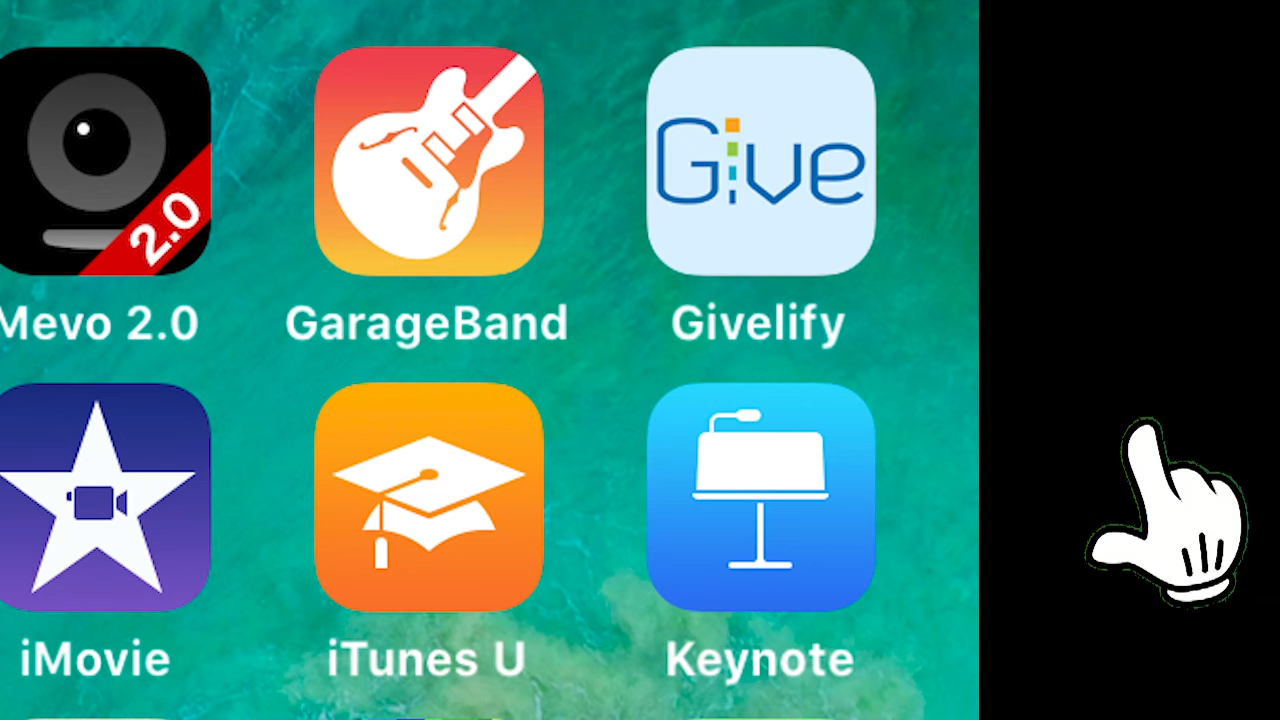 2.0
Give
Mevo 2.0
GarageBand
Givelify
iMovie
iTunes U
Keynote